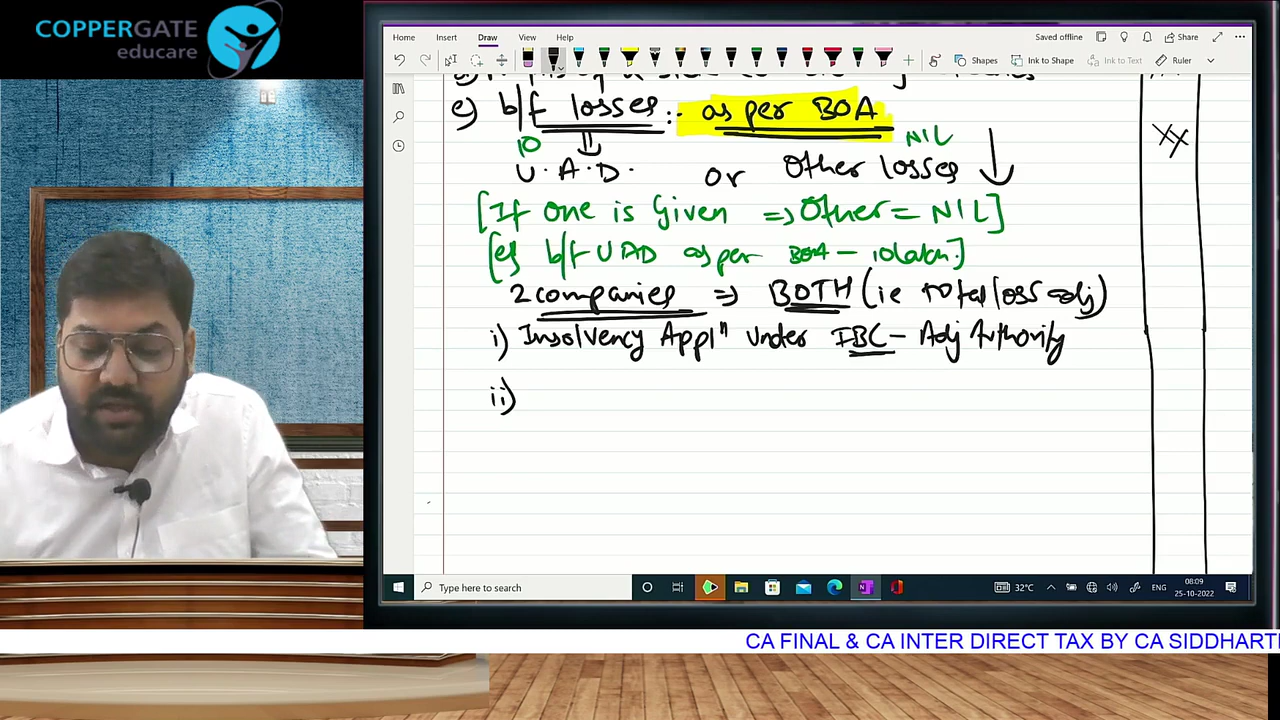 COPPERGATE
educare
Home Insert Draw View Help
Saved offline Share
Shapes Ink to Shape Ink to Text Ruler
e) b/f losses :- as per BOA
10 NIL
U.A.D. or Other losses
XX
[If one is Given => Other = NIL]
[eg b/f UAD as per BOA - 10 lakh.]
2 companies => BOTH (ie total loss adj)
i) Insolvency Appl" under IBC - Adj Authority
ii)
Type here to search
32°C ENG 08:09
25-10-2022
CA FINAL & CA INTER DIRECT TAX BY CA SIDDHARTH